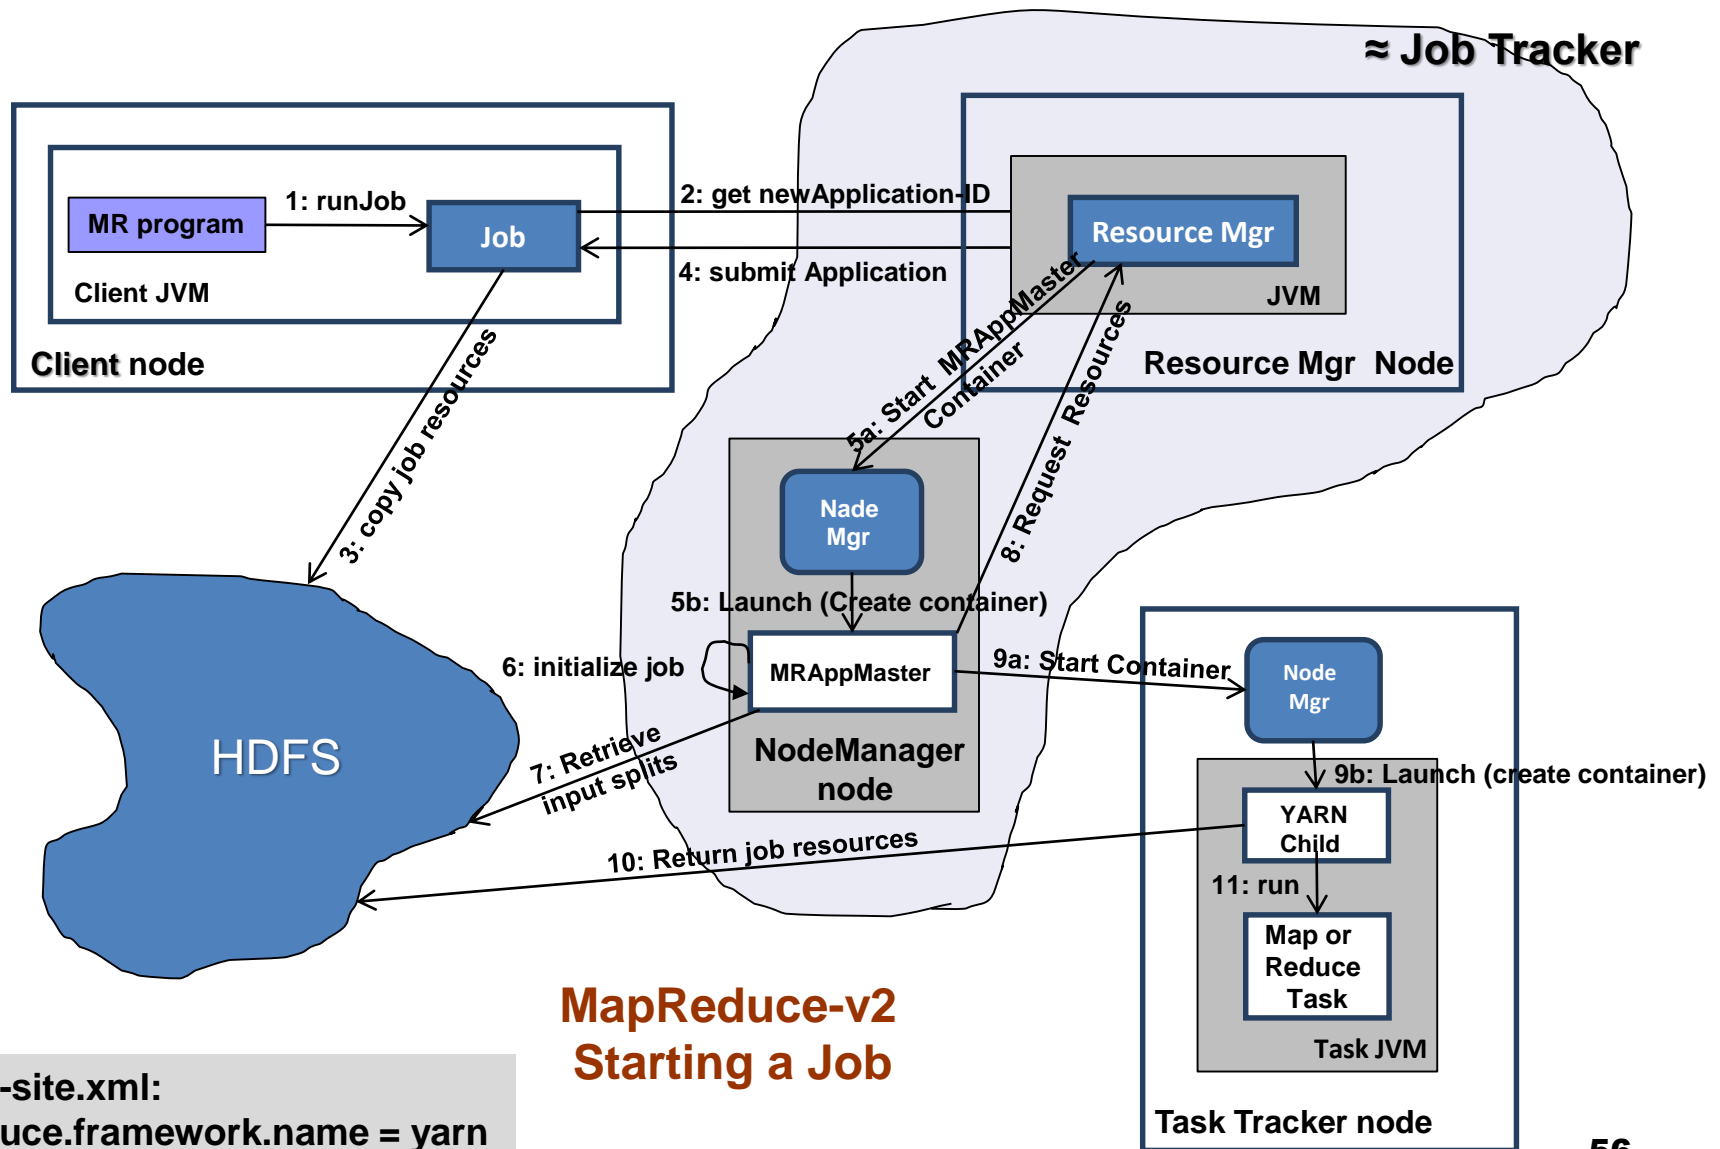 ≈ Job Tracker
MR program
1: runJob
Job
2: get newApplication-ID
4: submit Application
Resource Mgr
JVM
Resource Mgr Node
Client JVM
Client node
3: copy job resources
5a: Start MRAppMaster
Container
8: Request Resources
Nade
Mgr
5b: Launch (Create container)
6: initialize job
MRAppMaster
9a: Start Container
Node
Mgr
HDFS
7: Retrieve
input splits
NodeManager
node
9b: Launch (create container)
YARN
Child
10: Return job resources
11: run
Map or
Reduce
Task
Task JVM
Task Tracker node
MapReduce-v2
Starting a Job
-site.xml:
uce.framework.name = yarn
56